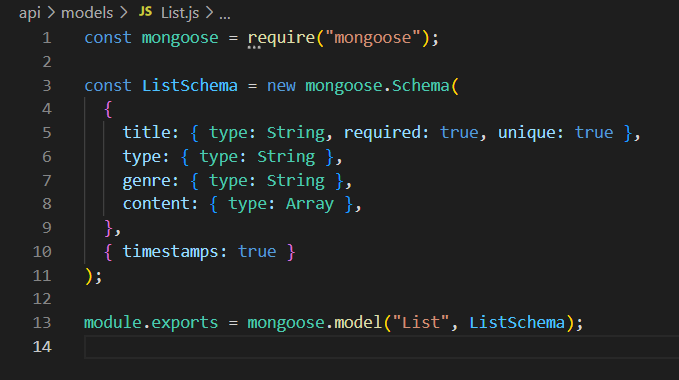 api > models > JS List.js > ...
1 const mongoose = require("mongoose");
2
3 const ListSchema = new mongoose.Schema(
4 {
5 title: { type: String, required: true, unique: true },
6 type: { type: String },
7 genre: { type: String },
8 content: { type: Array },
9 },
10 { timestamps: true }
11 );
12
13 module.exports = mongoose.model("List", ListSchema);
14